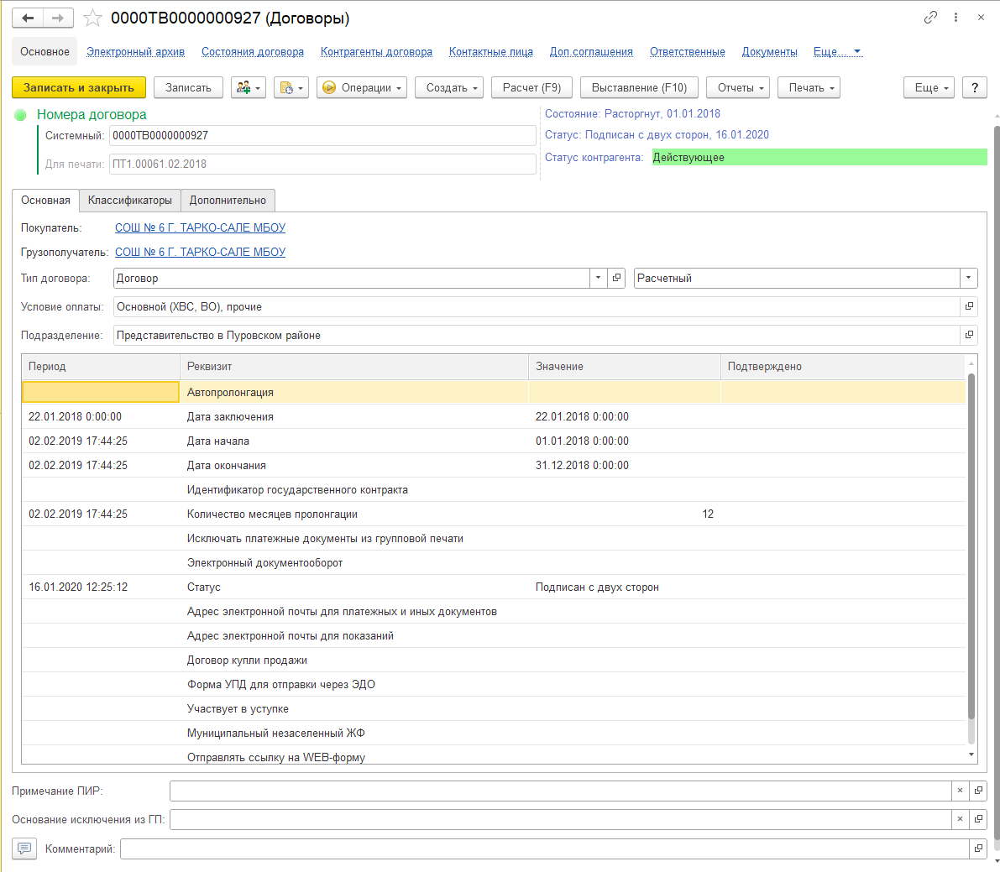 0000ТВ0000000927 (Договоры)
Основное Электронный архив Состояния договора Контрагенты договора Контактные лица Доп.соглашения Ответственные Документы Еще...
Записать и закрыть Записать Операции Создать Расчет (F9) Выставление (F10) Отчеты Печать Еще ?
Номера договора
Системный: 0000ТВ0000000927
Для печати: ПТ1.00061.02.2018
Состояние: Расторгнут, 01.01.2018
Статус: Подписан с двух сторон, 16.01.2020
Статус контрагента: Действующее
Основная Классификаторы Дополнительно
Покупатель: СОШ № 6 Г. ТАРКО-САЛЕ МБОУ
Грузополучатель: СОШ № 6 Г. ТАРКО-САЛЕ МБОУ
Тип договора: Договор Расчетный
Условие оплаты: Основной (ХВС, ВО), прочие
Подразделение: Представительство в Пуровском районе
Период Реквизит Значение Подтверждено
Автопролонгация
22.01.2018 0:00:00 Дата заключения 22.01.2018 0:00:00
02.02.2019 17:44:25 Дата начала 01.01.2018 0:00:00
02.02.2019 17:44:25 Дата окончания 31.12.2018 0:00:00
Идентификатор государственного контракта
02.02.2019 17:44:25 Количество месяцев пролонгации 12
Исключать платежные документы из групповой печати
Электронный документооборот
16.01.2020 12:25:12 Статус Подписан с двух сторон
Адрес электронной почты для платежных и иных документов
Адрес электронной почты для показаний
Договор купли продажи
Форма УПД для отправки через ЭДО
Участвует в уступке
Муниципальный незаселенный ЖФ
Отправлять ссылку на WEB-форму
Примечание ПИР:
Основание исключения из ГП:
Комментарий: